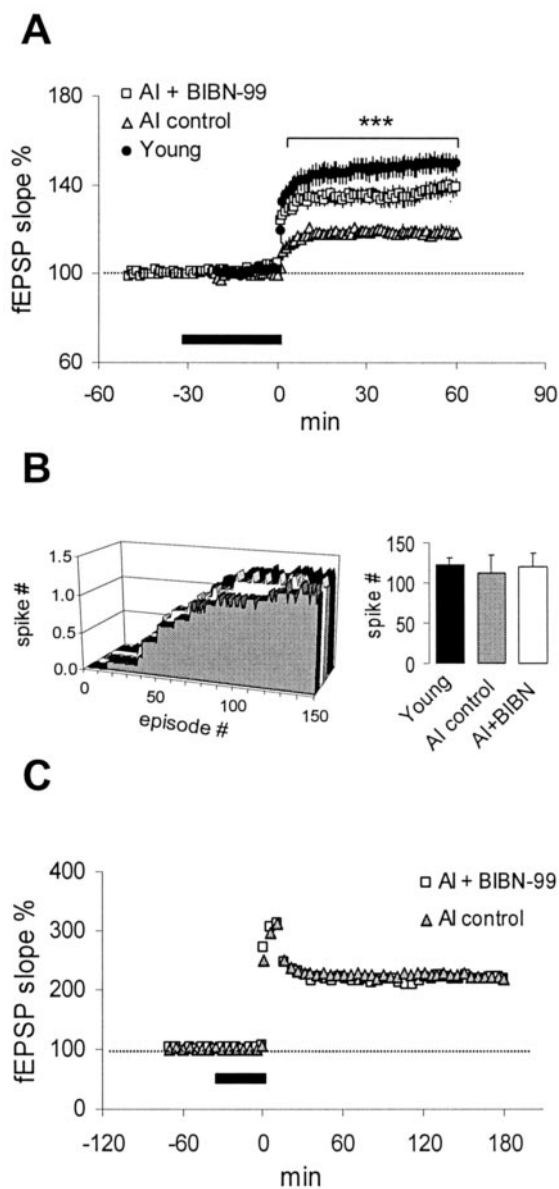 A
AI + BIBN-99
AI control
Young
***
fEPSP slope %
180
140
100
60
-60
-30
0
30
60
90
min
B
spike #
1.5
1.0
0.5
0.0
0
50
100
150
episode #
spike #
150
100
50
0
Young
AI control
AI+BIBN
C
fEPSP slope %
400
300
200
100
0
AI + BIBN-99
AI control
-120
-60
0
60
120
180
min